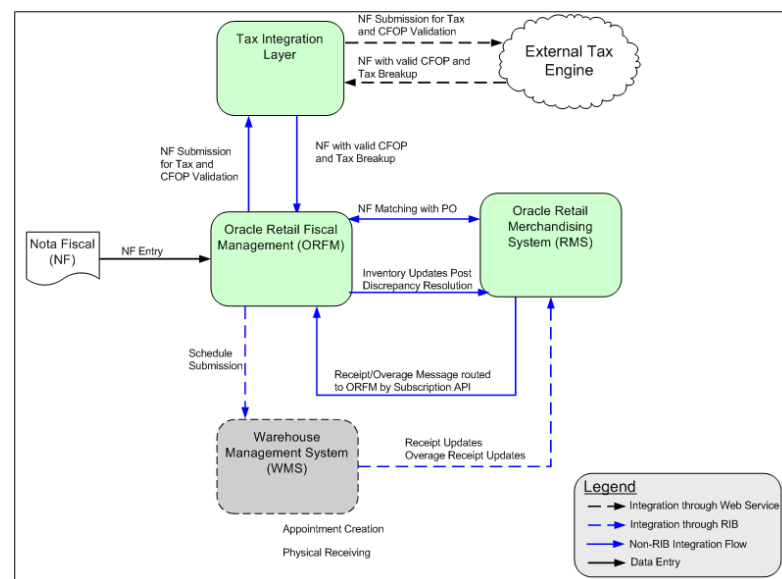 Tax Integration
Layer
NF Submission for Tax
and CFOP Validation
NF with valid CFOP and
Tax Breakup
External Tax
Engine
NF Submission
for Tax and
CFOP Validation
NF with valid CFOP
and Tax Breakup
Nota Fiscal
(NF)
NF Entry
Oracle Retail Fiscal
Management (ORFM)
NF Matching with PO
Oracle Retail
Merchandising
System (RMS)
Inventory Updates Post
Discrepancy Resolution
Schedule
Submission
Receipt/Overage Message routed
to ORFM by Subscription API
Warehouse
Management System
(WMS)
Receipt Updates
Overage Receipt Updates
Appointment Creation
Physical Receiving
Legend
Integration through Web Service
Integration through RIB
Non-RIB Integration Flow
Data Entry